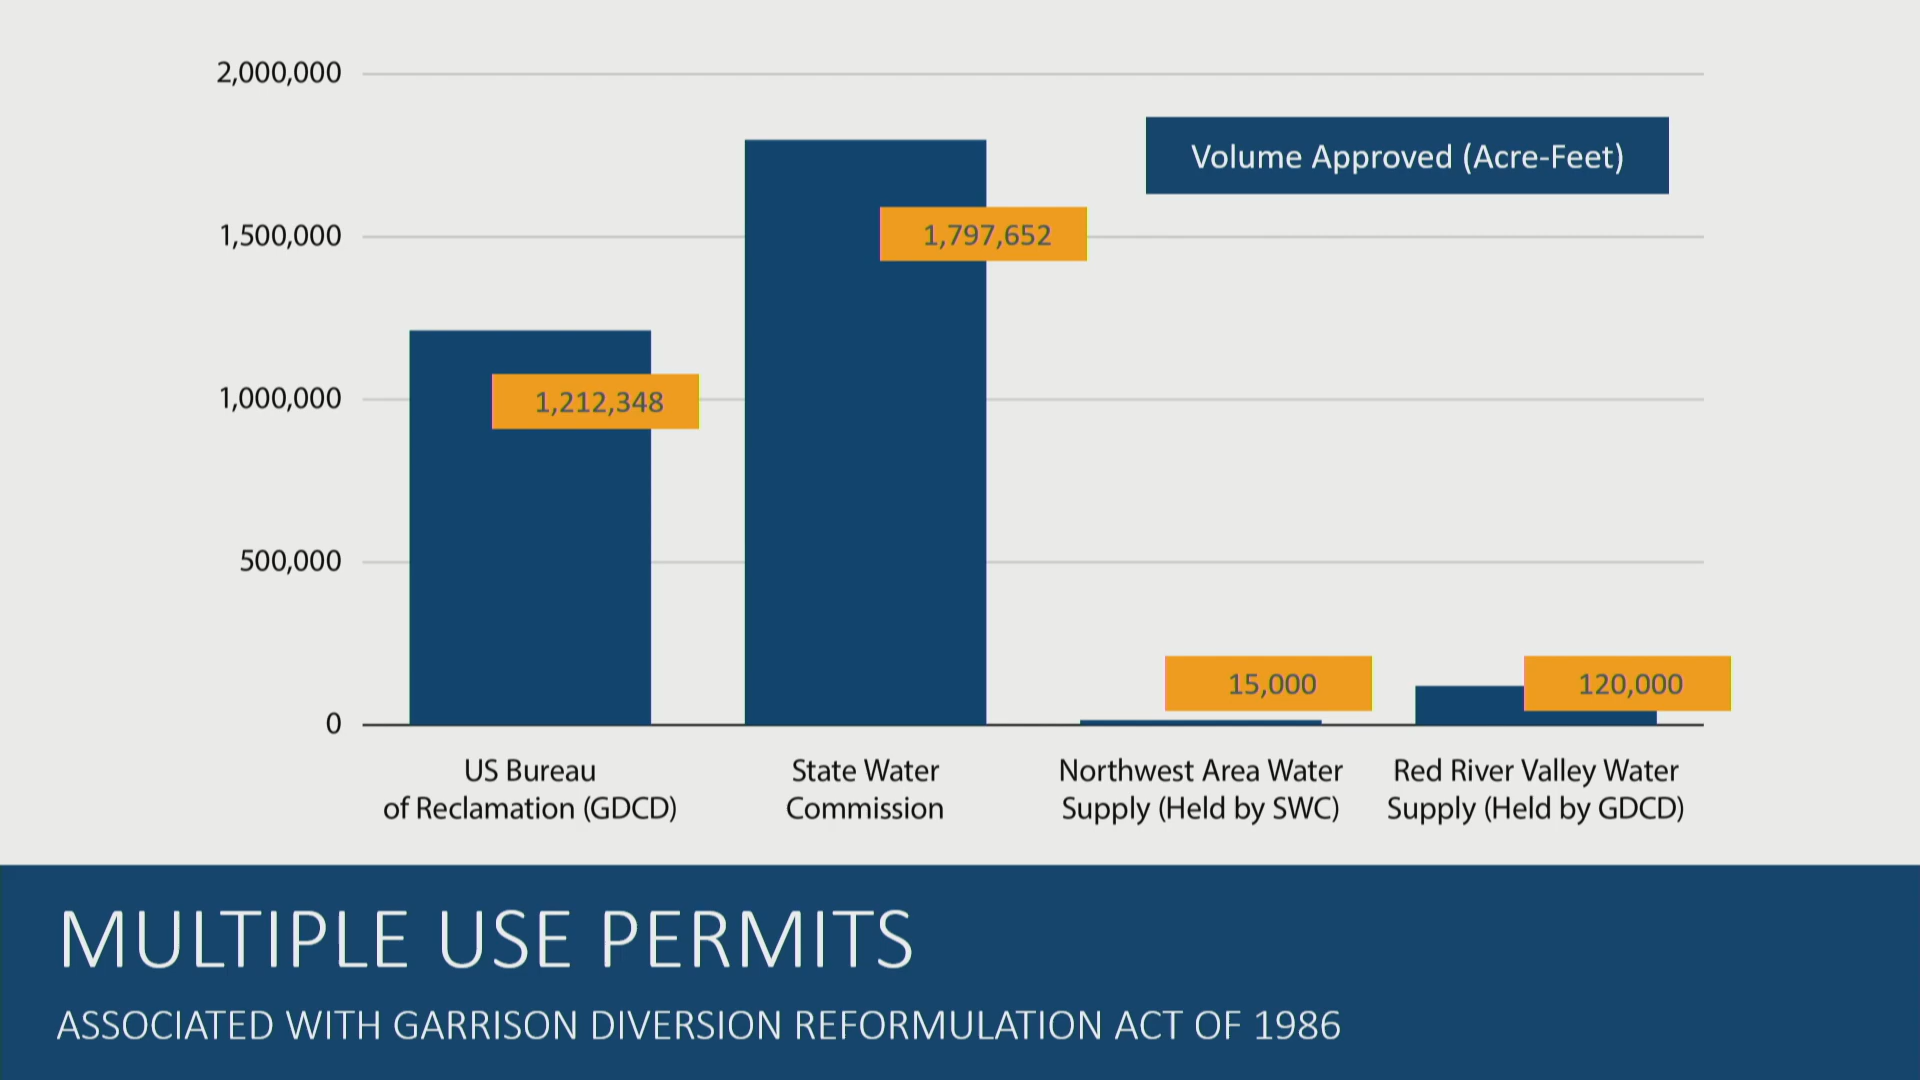 2,000,000
Volume Approved (Acre-Feet)
1,500,000
1,797,652
1,000,000
1,212,348
500,000
15,000
120,000
0
US Bureau
of Reclamation (GDCD)
State Water
Commission
Northwest Area Water
Supply (Held by SWC)
Red River Valley Water
Supply (Held by GDCD)
MULTIPLE USE PERMITS
ASSOCIATED WITH GARRISON DIVERSION REFORMULATION ACT OF 1986